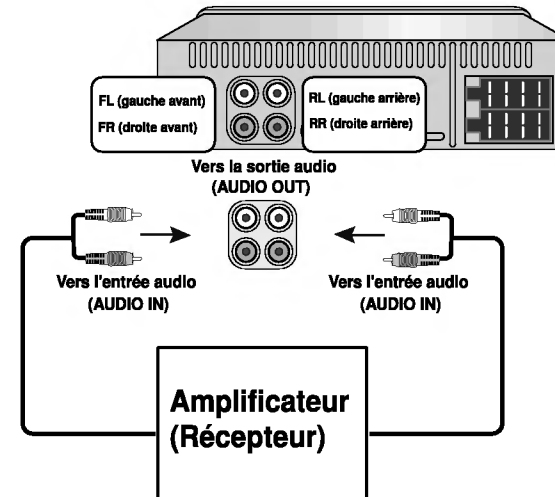 FL (gauche avant)
FR (droite avant)
RL (gauche arrière)
RR (droite arrière)
Vers la sortie audio
(AUDIO OUT)
Vers l'entrée audio
(AUDIO IN)
Vers l'entrée audio
(AUDIO IN)
Amplificateur
(Récepteur)